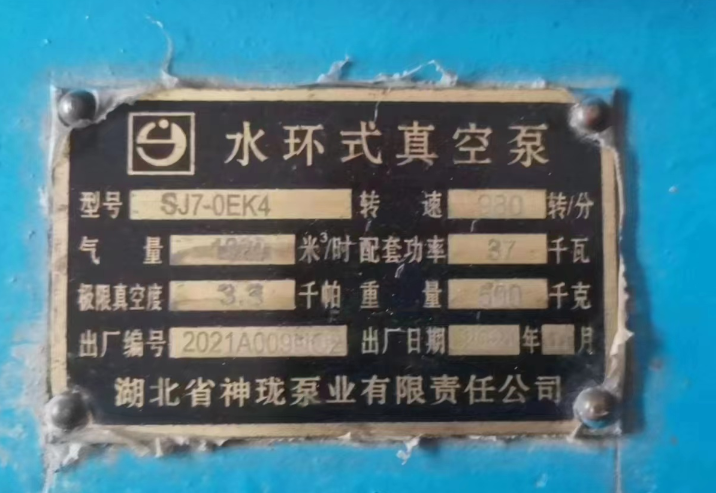 水环式真空泵
型号 SJ7-0EK4 转速 980 转/分
气量 米³/时 配套功率 37 千瓦
极限真空度 3.3 千帕 重量 千克
出厂编号 出厂日期 年 月
湖北省神珑泵业有限责任公司